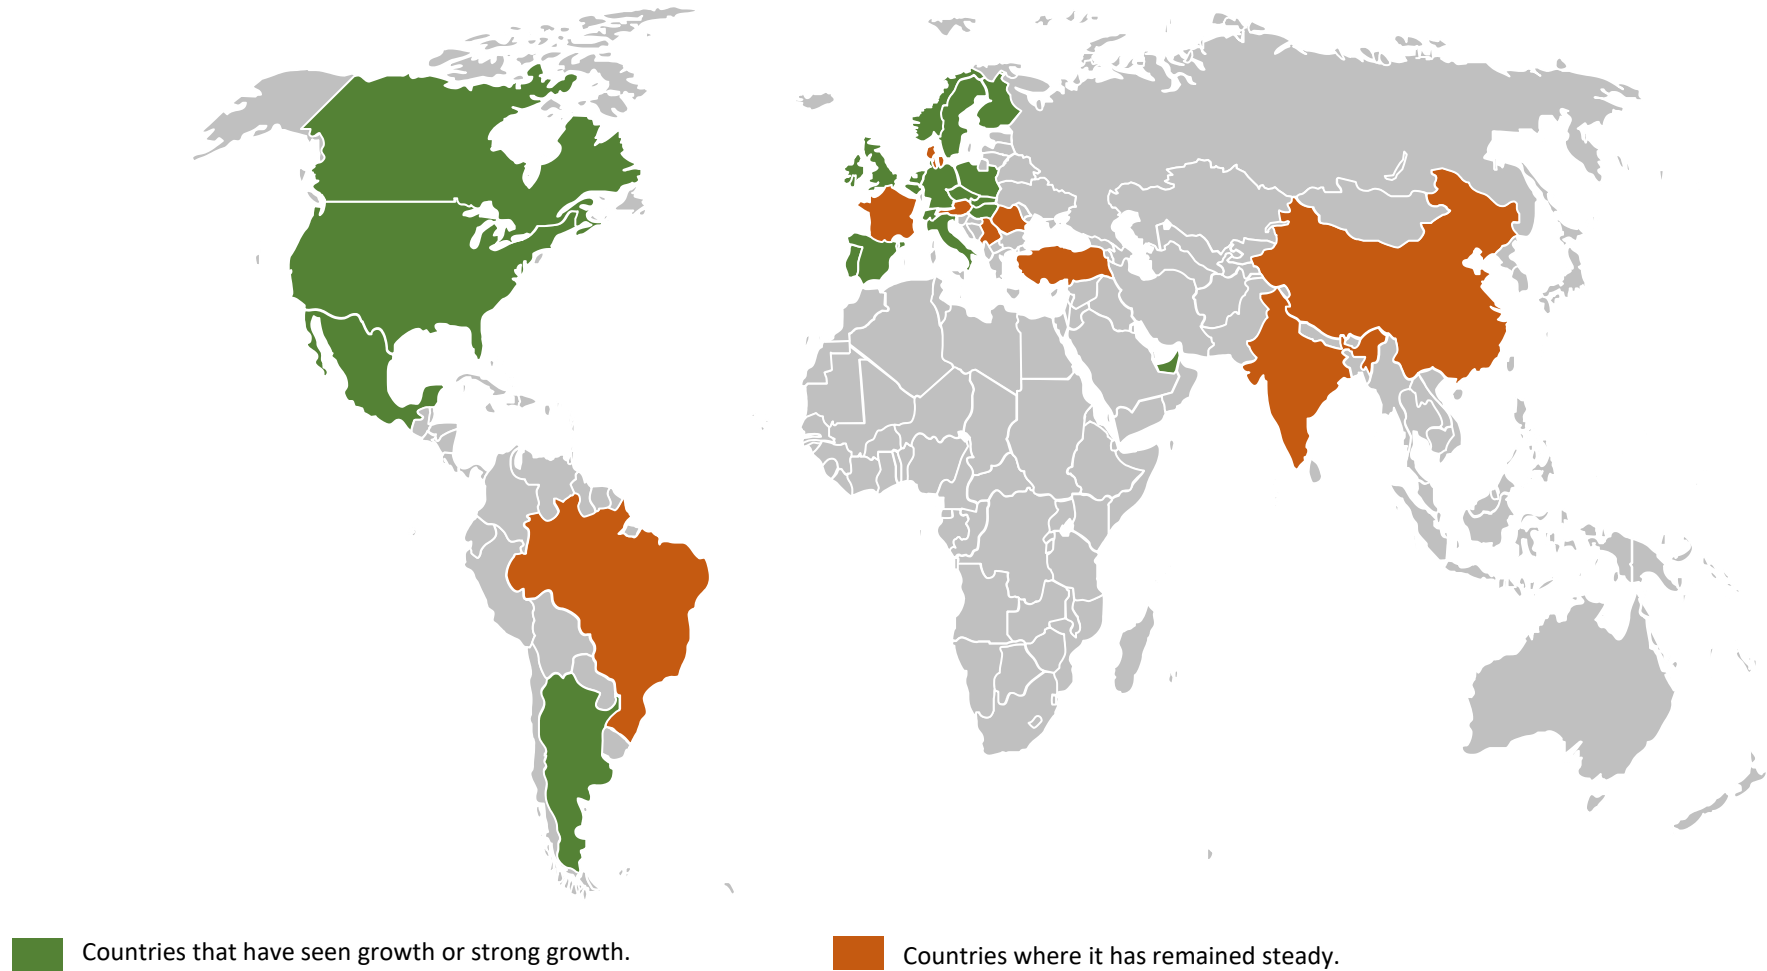 Countries that have seen growth or strong growth.
Countries where it has remained steady.